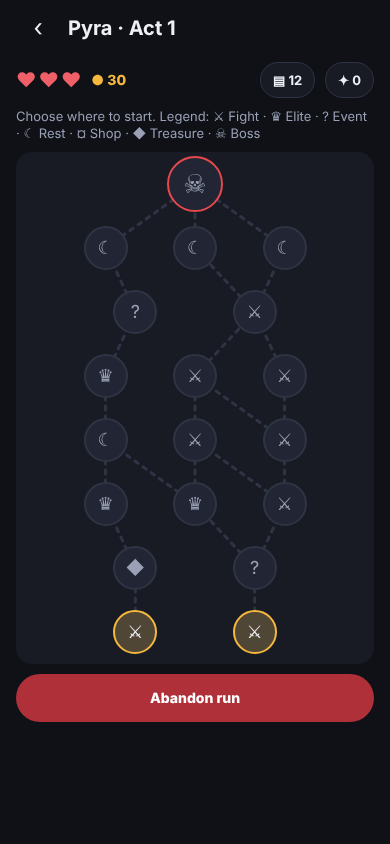 ‹ Pyra · Act 1
♥♥♥ 30 ▤ 12 ✦ 0
Choose where to start. Legend: ⚔ Fight · ♛ Elite · ? Event
· ☾ Rest · ¤ Shop · ◆ Treasure · ☠ Boss
☠
☾ ☾ ☾
? ⚔
♛ ⚔ ⚔
☾ ⚔ ⚔
♛ ♛ ⚔
◆ ?
⚔ ⚔
Abandon run